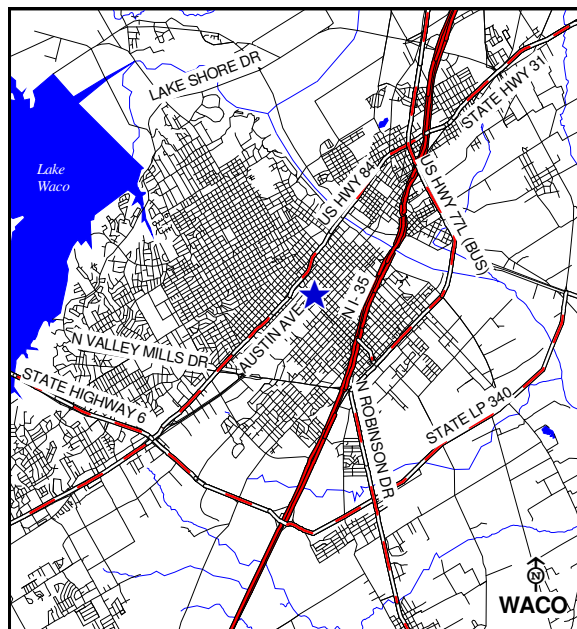 LAKE SHORE DR
STATE HWY 31
Lake
Waco
US HWY 84
US HWY 77L (BUS)
AUSTIN AVE
N I- 35
N VALLEY MILLS DR
STATE HIGHWAY 6
N ROBINSON DR
STATE LP 340
N
WACO